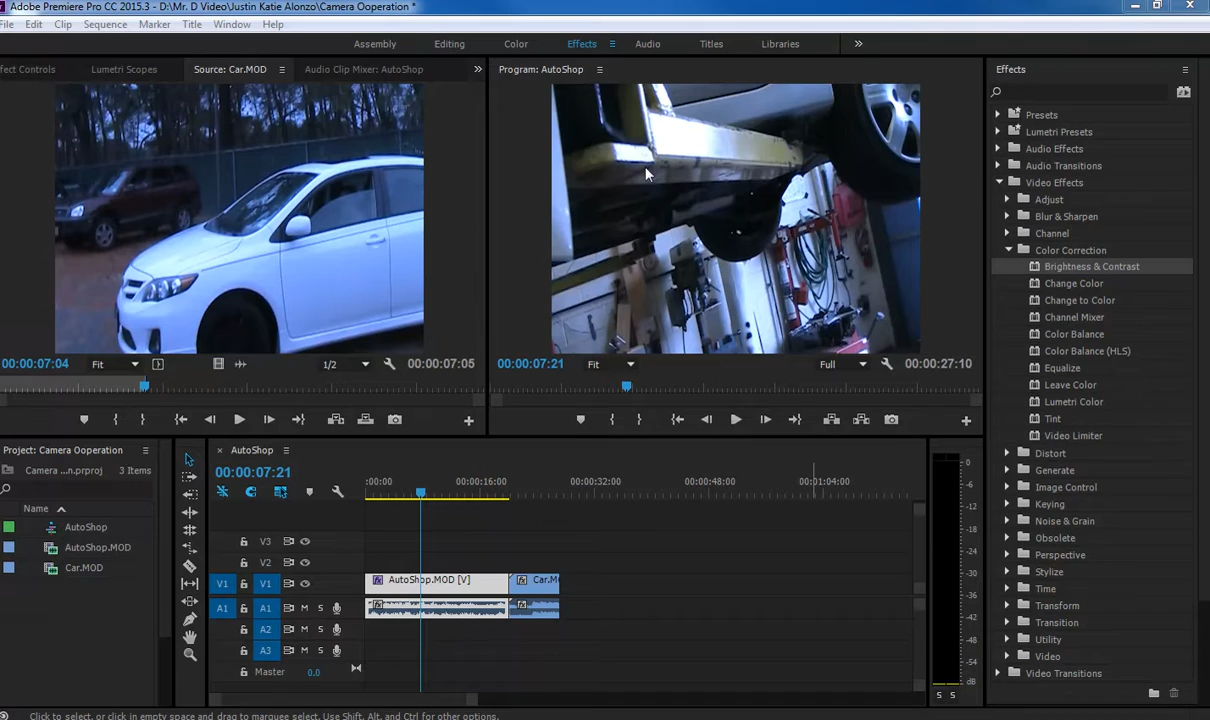 Adobe Premiere Pro CC 2015.3 - D:\Mr. D Video\Justin Katie Alonzo\Camera Ooperation *
File Edit Clip Sequence Marker Title Window Help
Assembly Editing Color Effects Audio Titles Libraries
ffect Controls Lumetri Scopes Source: Car.MOD Audio Clip Mixer: AutoShop
Program: AutoShop
Effects
Presets
Lumetri Presets
Audio Effects
Audio Transitions
Video Effects
Adjust
Blur & Sharpen
Channel
Color Correction
Brightness & Contrast
Change Color
Change to Color
Channel Mixer
Color Balance
Color Balance (HLS)
Equalize
Leave Color
Lumetri Color
Tint
Video Limiter
Distort
Generate
Image Control
Keying
Noise & Grain
Obsolete
Perspective
Stylize
Time
Transform
Transition
Utility
Video
Video Transitions
00:00:07:04 Fit 1/2 00:00:07:05
00:00:07:21 Fit Full 00:00:27:10
Project: Camera Ooperation
Camera ...n.prproj 3 Items
Name
AutoShop
AutoShop.MOD
Car.MOD
× AutoShop
00:00:07:21
:00:00 00:00:16:00 00:00:32:00 00:00:48:00 00:01:04:00
V3
V2
V1 V1 AutoShop.MOD [V] Car.M
A1 A1 M S
A2 M S
A3 M S
Master 0.0
0
-6
-12
-18
-24
-30
-36
-42
-48
-54
dB
S S
Click to select, or click in empty space and drag to marquee select. Use Shift, Alt, and Ctrl for other options.